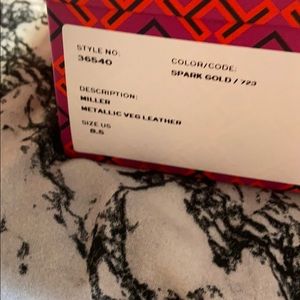 STYLE NO:
36540
COLOR/CODE:
SPARK GOLD / 723
DESCRIPTION:
MILLER
METALLIC VEG LEATHER
SIZE US
8.5